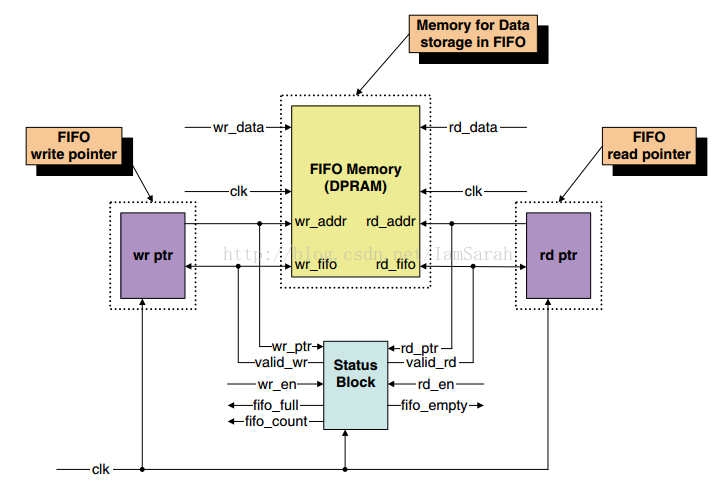 Memory for Data
storage in FIFO
FIFO
write pointer
FIFO
read pointer
wr_data
rd_data
FIFO Memory
(DPRAM)
clk
clk
wr_addr
rd_addr
wr ptr
rd ptr
http://blog.csdn.net/IamSarah
wr_fifo
rd_fifo
wr_ptr
rd_ptr
valid_wr
valid_rd
Status
Block
wr_en
rd_en
fifo_full
fifo_empty
fifo_count
clk